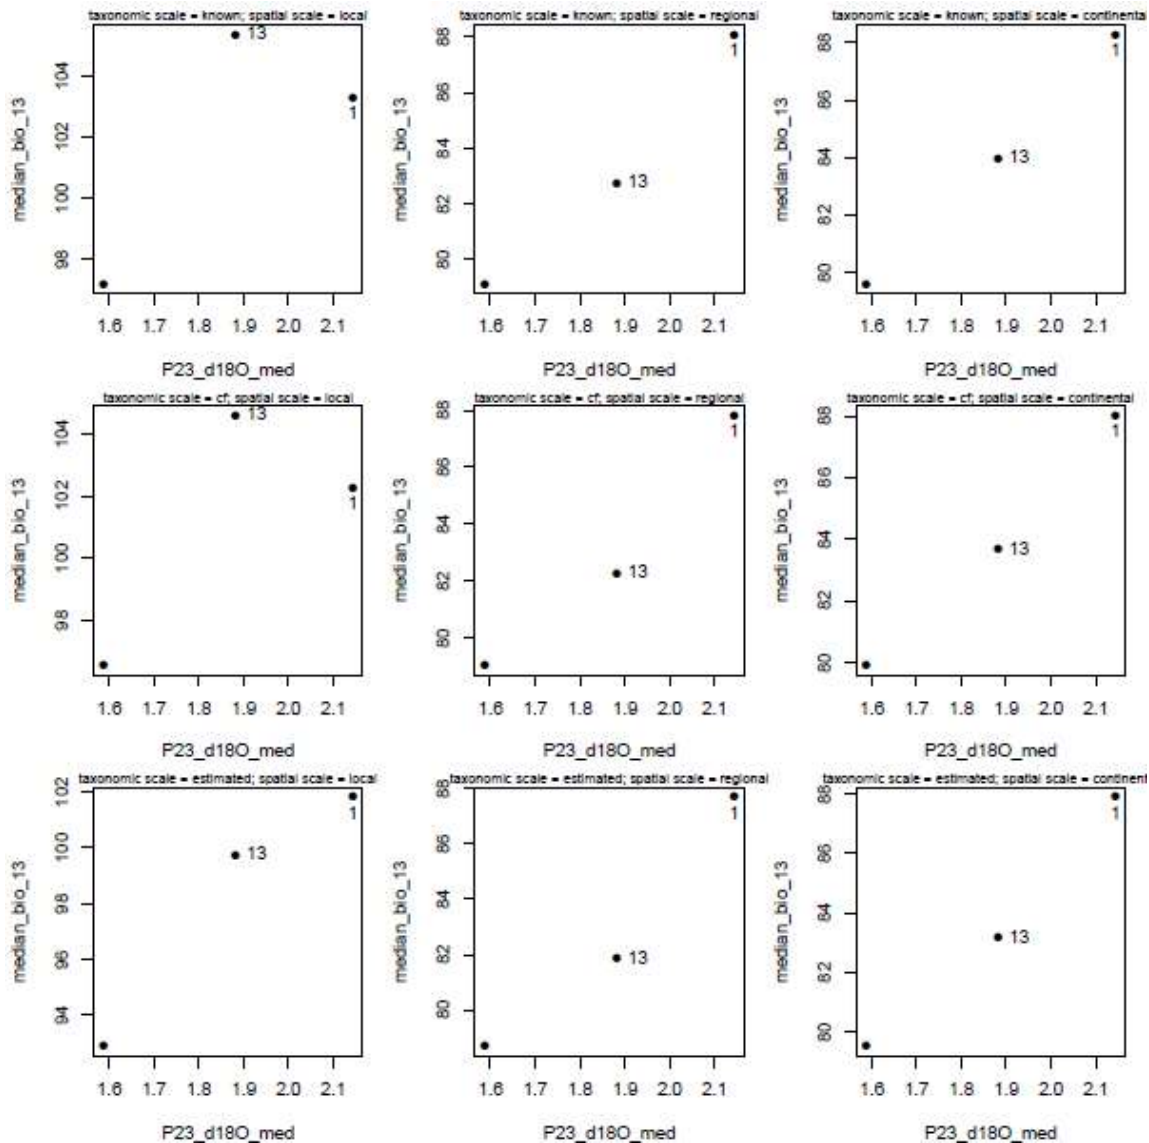 taxonomic scale = known; spatial scale = local
104
102
100
98
median_bio_13
13
1
1.6 1.7 1.8 1.9 2.0 2.1
P23_d18O_med
taxonomic scale = known; spatial scale = regional
88
86
84
82
80
median_bio_13
1
13
1.6 1.7 1.8 1.9 2.0 2.1
P23_d18O_med
taxonomic scale = known; spatial scale = continental
88
86
84
82
80
median_bio_13
1
13
1.6 1.7 1.8 1.9 2.0 2.1
P23_d18O_med
taxonomic scale = cf; spatial scale = local
104
102
100
98
median_bio_13
13
1
1.6 1.7 1.8 1.9 2.0 2.1
P23_d18O_med
taxonomic scale = cf; spatial scale = regional
88
86
84
82
80
median_bio_13
1
13
1.6 1.7 1.8 1.9 2.0 2.1
P23_d18O_med
taxonomic scale = cf; spatial scale = continental
88
86
84
82
80
median_bio_13
1
13
1.6 1.7 1.8 1.9 2.0 2.1
P23_d18O_med
taxonomic scale = estimated; spatial scale = local
102
100
98
96
94
median_bio_13
1
13
1.6 1.7 1.8 1.9 2.0 2.1
P23_d18O_med
taxonomic scale = estimated; spatial scale = regional
88
86
84
82
80
median_bio_13
1
13
1.6 1.7 1.8 1.9 2.0 2.1
P23_d18O_med
taxonomic scale = estimated; spatial scale = continent
88
86
84
82
80
median_bio_13
1
13
1.6 1.7 1.8 1.9 2.0 2.1
P23_d18O_med